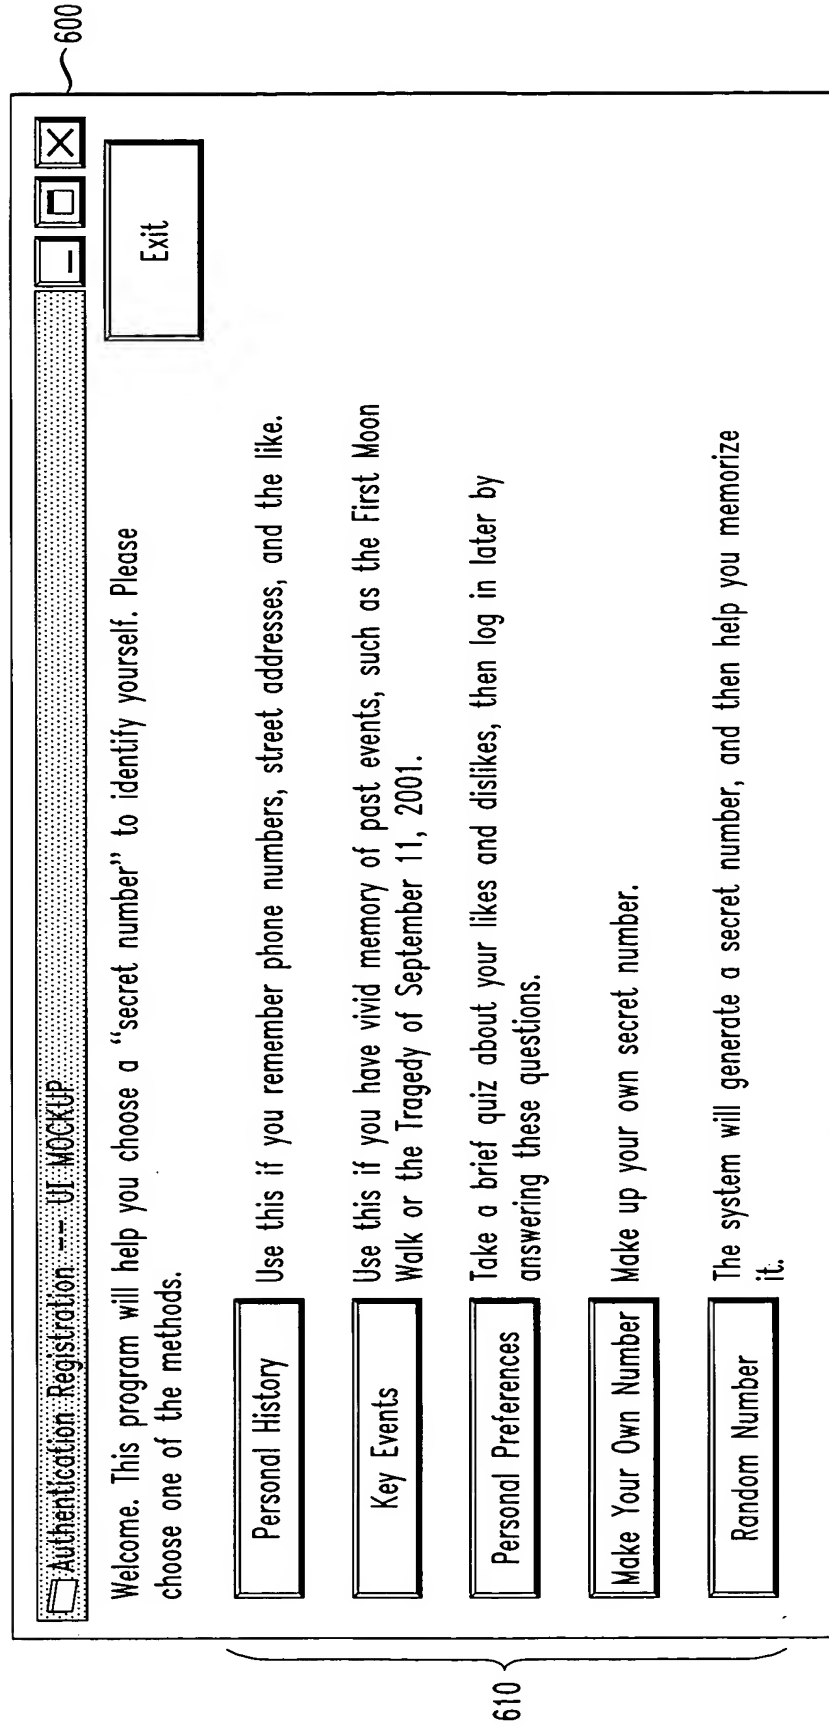 600
Authentication Registration -- UI MOCKUP
Welcome. This program will help you choose a “secret number” to identify yourself. Please
choose one of the methods.
Exit
Personal History
Use this if you remember phone numbers, street addresses, and the like.
Key Events
Use this if you have vivid memory of past events, such as the First Moon
Walk or the Tragedy of September 11, 2001.
Personal Preferences
Take a brief quiz about your likes and dislikes, then log in later by
answering these questions.
Make Your Own Number
Make up your own secret number.
Random Number
The system will generate a secret number, and then help you memorize
it.
610